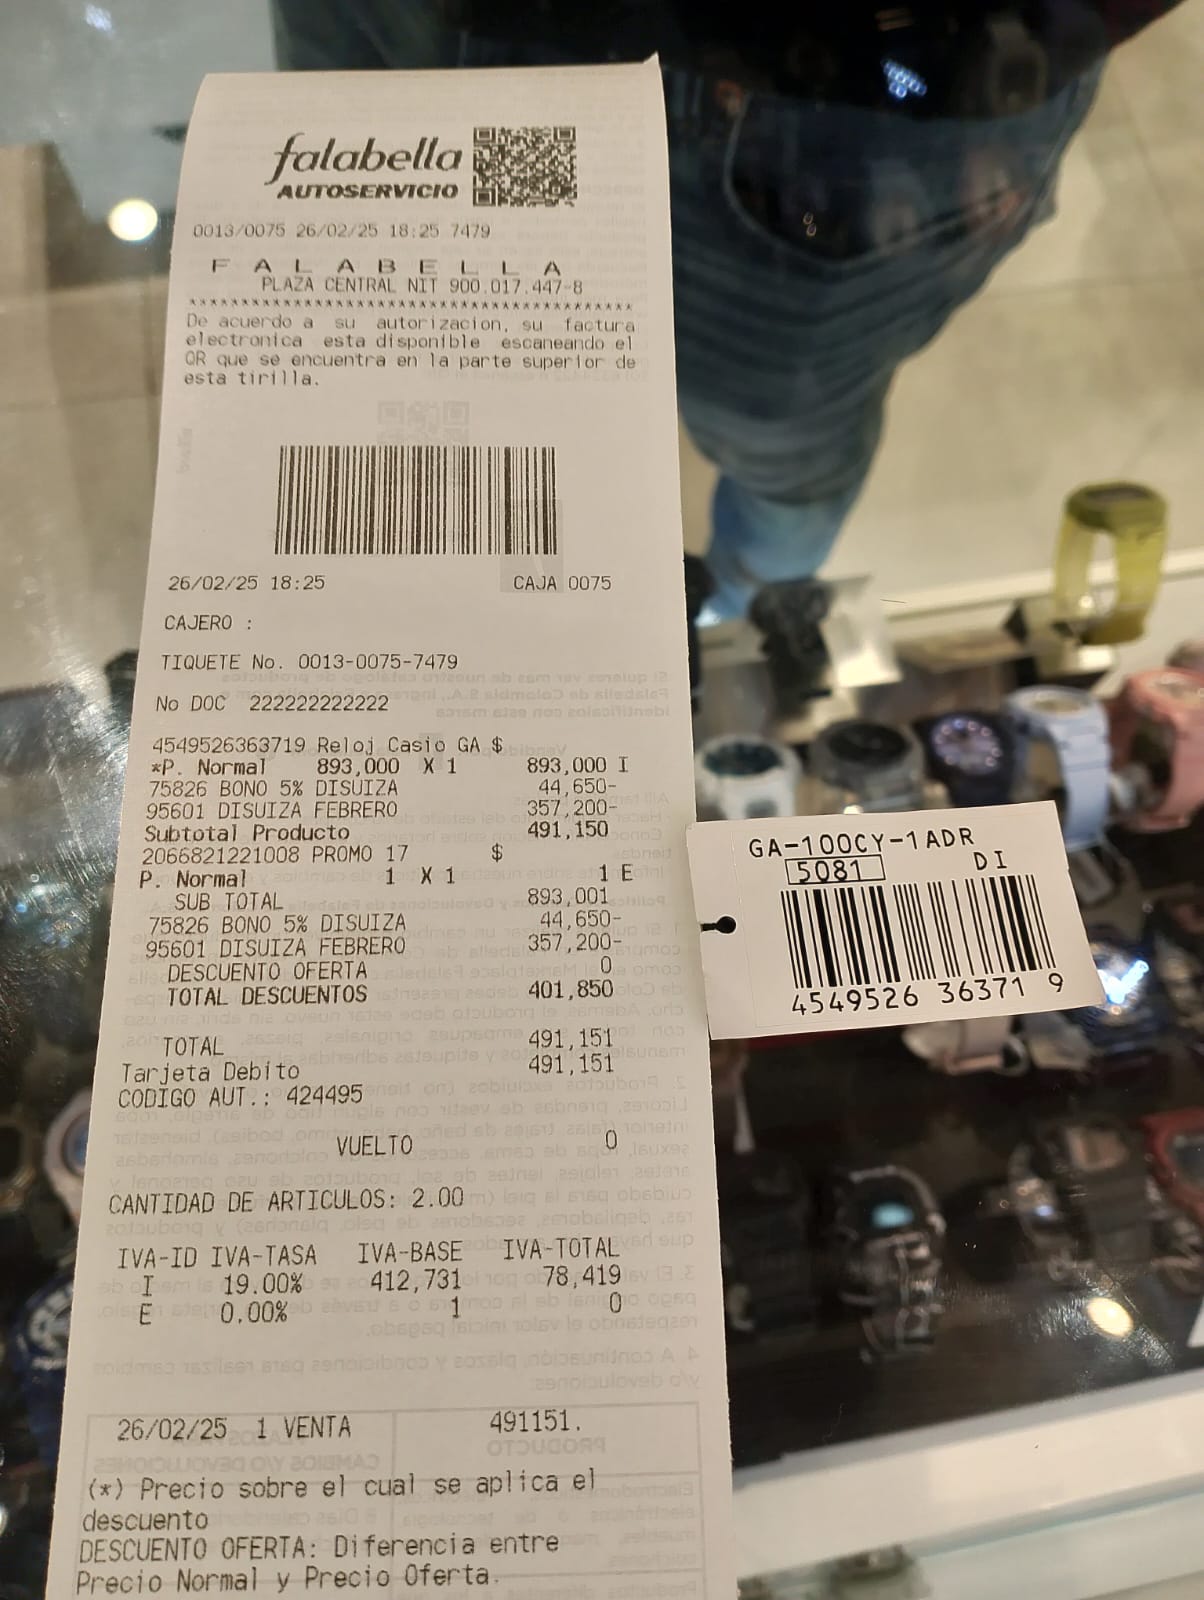 falabella
AUTOSERVICIO
0013/0075 26/02/25 18:25 7479
F A L A B E L L A
PLAZA CENTRAL NIT 900.017.447-8
********************************************
De acuerdo a su autorizacion, su factura
electronica esta disponible escaneando el
QR que se encuentra en la parte superior de
esta tirilla.
26/02/25 18:25 CAJA 0075
CAJERO :
TIQUETE No. 0013-0075-7479
No DOC 222222222222
4549526363719 Reloj Casio GA $
*P. Normal 893,000 X 1 893,000 I
75826 BONO 5% DISUIZA 44,650-
95601 DISUIZA FEBRERO 357,200-
Subtotal Producto 491,150
2066821221008 PROMO 17 $
P. Normal 1 X 1 1 E
SUB TOTAL 893,001
75826 BONO 5% DISUIZA 44,650-
95601 DISUIZA FEBRERO 357,200-
DESCUENTO OFERTA 0
TOTAL DESCUENTOS 401,850
TOTAL 491,151
Tarjeta Debito 491,151
CODIGO AUT.: 424495
VUELTO 0
CANTIDAD DE ARTICULOS: 2.00
IVA-ID IVA-TASA IVA-BASE IVA-TOTAL
I 19.00% 412,731 78,419
E 0.00% 1 0
26/02/25 1 VENTA 491151.
(*) Precio sobre el cual se aplica el
descuento
DESCUENTO OFERTA: Diferencia entre
Precio Normal y Precio Oferta.
GA-100CY-1ADR
5081 DI
4549526 36371 9